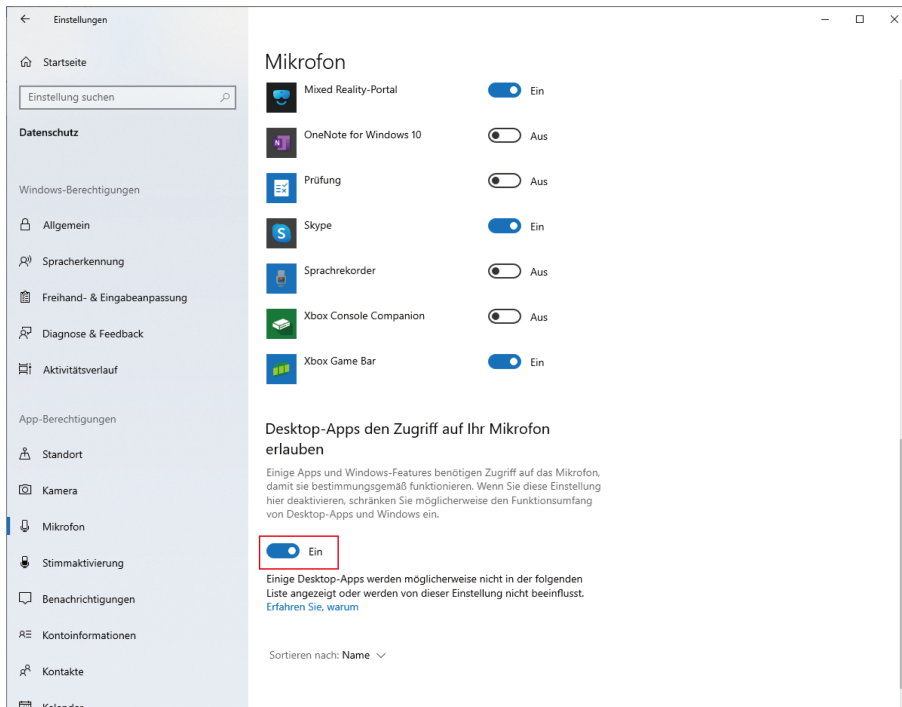 Einstellungen
Startseite
Einstellung suchen
Datenschutz
Windows-Berechtigungen
Allgemein
Spracherkennung
Freihand- & Eingabeanpassung
Diagnose & Feedback
Aktivitätsverlauf
App-Berechtigungen
Standort
Kamera
Mikrofon
Stimmaktivierung
Benachrichtigungen
Kontoinformationen
Kontakte
Kalender
Mikrofon
Mixed Reality-Portal Ein
OneNote for Windows 10 Aus
Prüfung Aus
Skype Ein
Sprachrekorder Aus
Xbox Console Companion Aus
Xbox Game Bar Ein
Desktop-Apps den Zugriff auf Ihr Mikrofon
erlauben
Einige Apps und Windows-Features benötigen Zugriff auf das Mikrofon,
damit sie bestimmungsgemäß funktionieren. Wenn Sie diese Einstellung
hier deaktivieren, schränken Sie möglicherweise den Funktionsumfang
von Desktop-Apps und Windows ein.
Ein
Einige Desktop-Apps werden möglicherweise nicht in der folgenden
Liste angezeigt oder werden von dieser Einstellung nicht beeinflusst.
Erfahren Sie, warum
Sortieren nach: Name